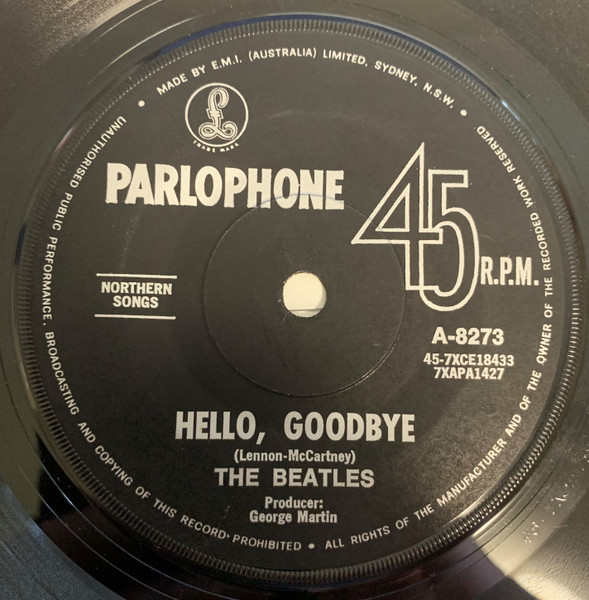 MADE BY E.M.I. (AUSTRALIA) LIMITED, SYDNEY, N.S.W.
£
TRADE MARK
PARLOPHONE
45 R.P.M.
NORTHERN
SONGS
A-8273
45-7XCE18433
7XAPA1427
HELLO, GOODBYE
(Lennon-McCartney)
THE BEATLES
Producer:
George Martin
UNAUTHORISED PUBLIC PERFORMANCE, BROADCASTING AND COPYING OF THIS RECORD·PROHIBITED • ALL RIGHTS OF THE MANUFACTURER AND OF THE OWNER OF THE RECORDED WORK RESERVED